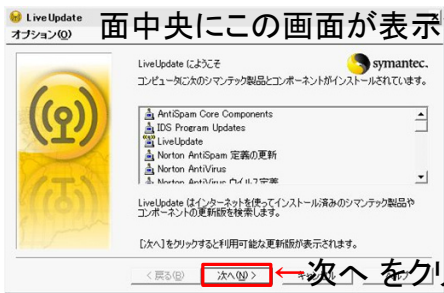 LiveUpdate
面中央にこの画面が表示
オプション(O)
LiveUpdate にようこそ
symantec.
コンピュータに次のシマンテック製品とコンポーネントがインストールされています。
AntiSpam Core Components
IDS Program Updates
LiveUpdate
Norton AntiSpam 定義の更新
Norton AntiVirus
Norton AntiVirus ウイルス定義
LiveUpdate はインターネットを使ってインストール済みのシマンテック製品や
コンポーネントの更新版を検索します。
[次へ]をクリックすると利用可能な更新版が表示されます。
< 戻る(B) 次へ(N) > ←次へ をクリ